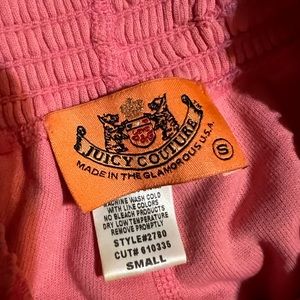 JUICY COUTURE
MADE IN THE GLAMOROUS U.S.A.
S
MACHINE WASH COLD
WITH LIKE COLORS
NO BLEACH PRODUCTS
DRY LOW TEMPERATURE
REMOVE PROMPTLY
STYLE#2780
CUT# 610336
SMALL